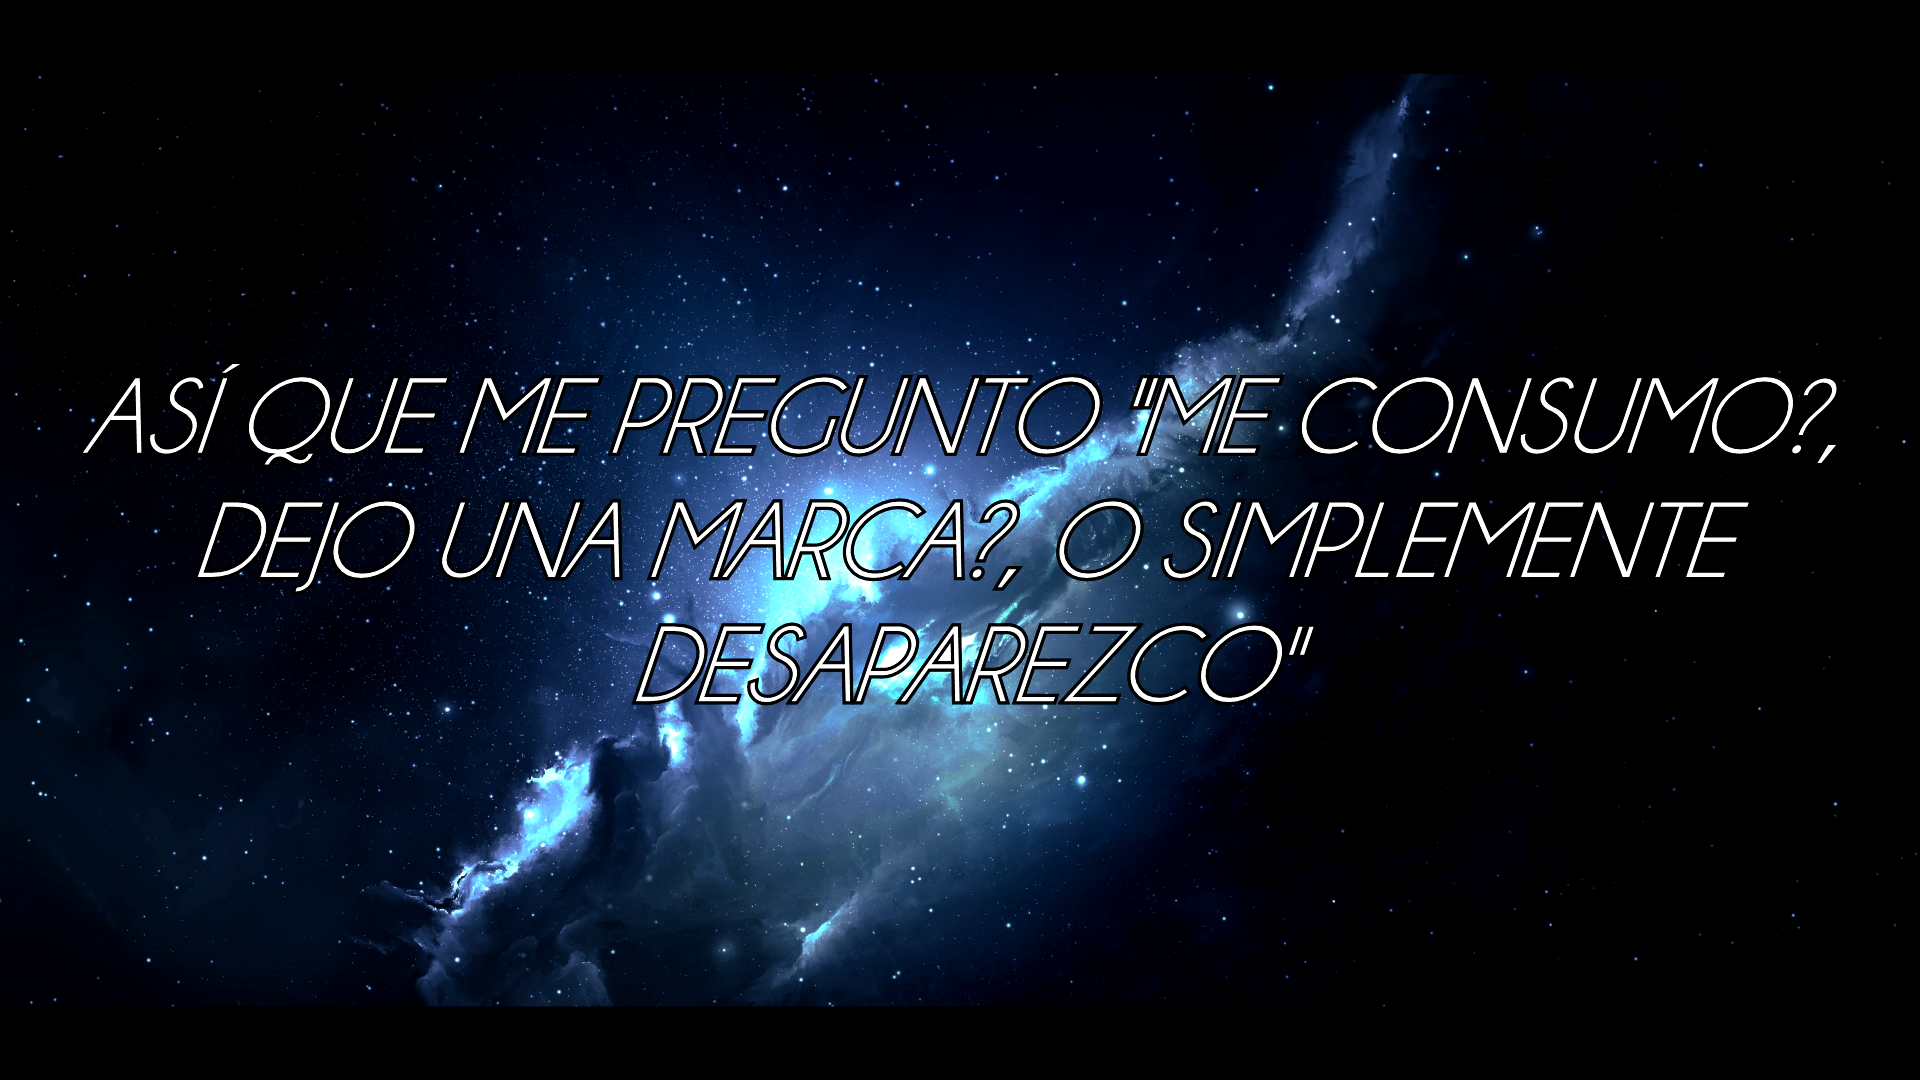 ASÍ QUE ME PREGUNTO "ME CONSUMO?,
DEJO UNA MARCA?, O SIMPLEMENTE
DESAPAREZCO"